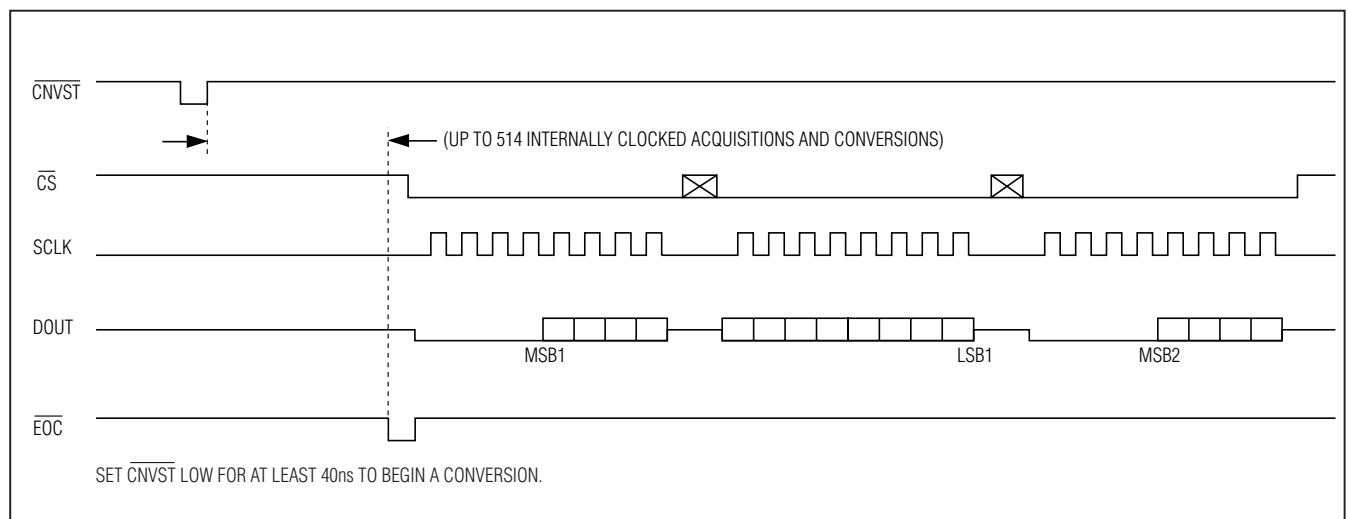 CNVST
(UP TO 514 INTERNALLY CLOCKED ACQUISITIONS AND CONVERSIONS)
CS
SCLK
DOUT
MSB1
LSB1
MSB2
EOC
SET CNVST LOW FOR AT LEAST 40ns TO BEGIN A CONVERSION.